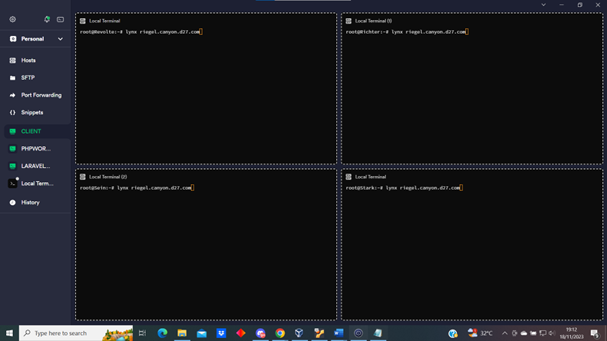 Personal
Hosts
SFTP
Port Forwarding
Snippets
CLIENT
PHPWOR...
LARAVEL...
Local Term...
History
Local Terminal
root@Revolte:~# lynx riegel.canyon.d27.com
Local Terminal (1)
root@Richter:~# lynx riegel.canyon.d27.com
Local Terminal (2)
root@Sein:~# lynx riegel.canyon.d27.com
Local Terminal
root@Stark:~# lynx riegel.canyon.d27.com
Type here to search
32°C
19:12
18/11/2023